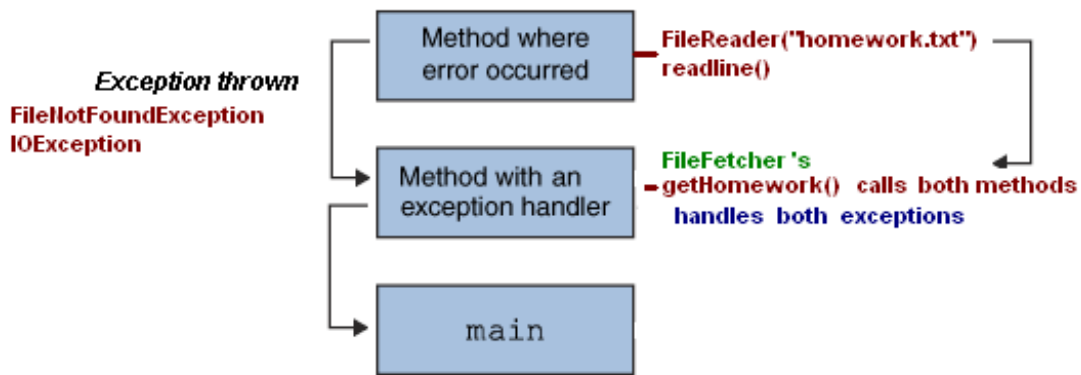 Method where
error occurred
FileReader("homework.txt")
readline()
Exception thrown
FileNotFoundException
IOException
Method with an
exception handler
FileFetcher 's
getHomework() calls both methods
handles both exceptions
main